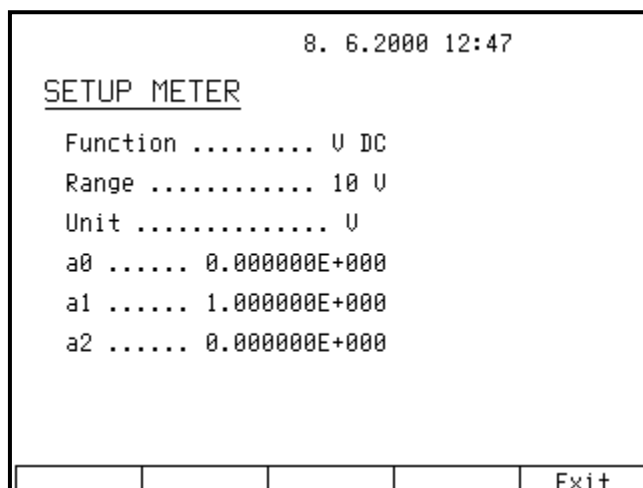 8. 6.2000 12:47
SETUP METER
Function ......... V DC
Range ............ 10 V
Unit .............. V
a0 ...... 0.000000E+000
a1 ...... 1.000000E+000
a2 ...... 0.000000E+000
Exit